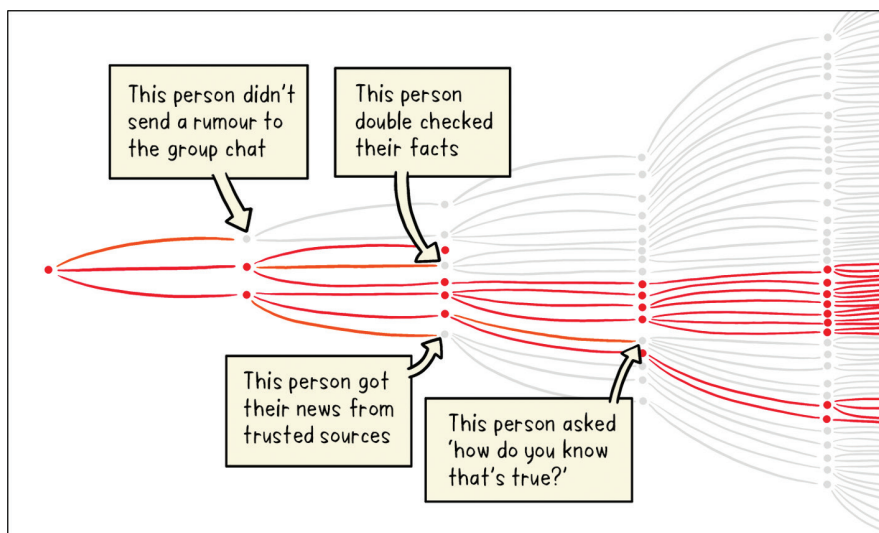 This person didn't
send a rumour to
the group chat
This person
double checked
their facts
This person got
their news from
trusted sources
This person asked
'how do you know
that's true?'